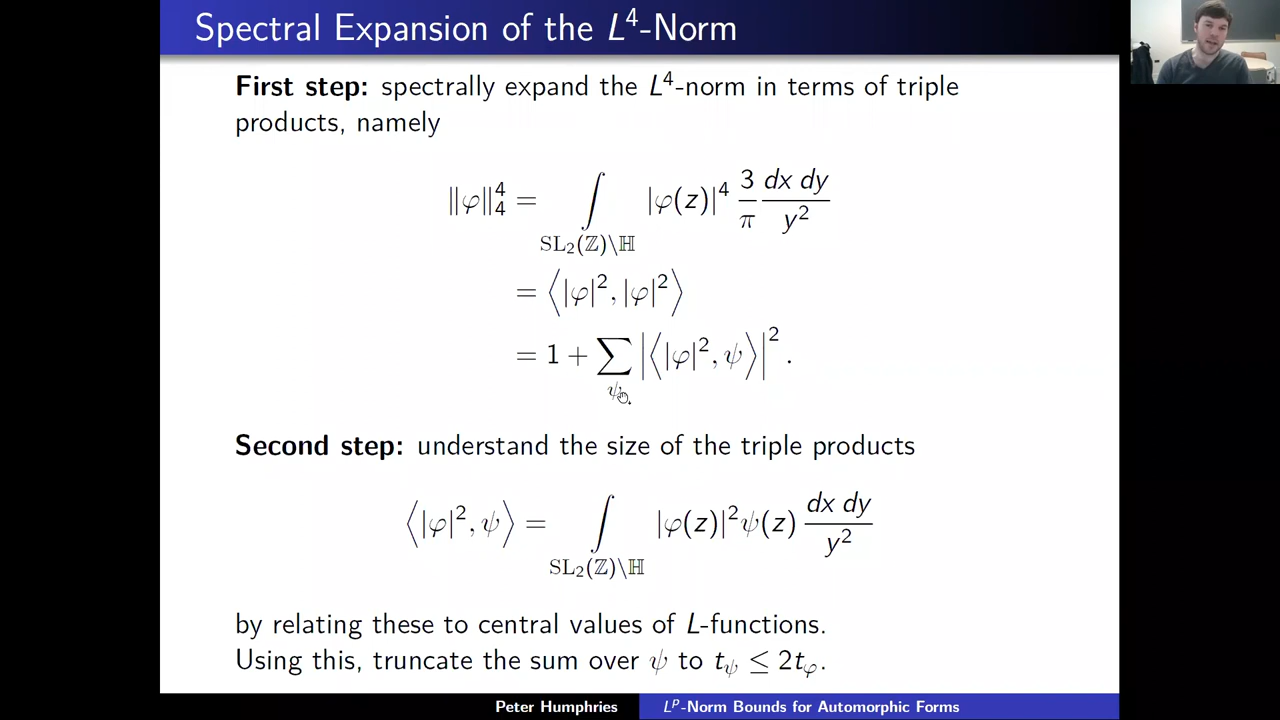 Spectral Expansion of the L⁴-Norm
First step: spectrally expand the L⁴-norm in terms of triple
products, namely
‖φ‖₄⁴ = ∫_{SL₂(ℤ)\ℍ} |φ(z)|⁴ 3/π dx dy/y²
= ⟨|φ|², |φ|²⟩
= 1 + ∑_ψ |⟨|φ|², ψ⟩|².
Second step: understand the size of the triple products
⟨|φ|², ψ⟩ = ∫_{SL₂(ℤ)\ℍ} |φ(z)|²ψ(z) dx dy/y²
by relating these to central values of L-functions.
Using this, truncate the sum over ψ to t_ψ ≤ 2t_φ.
Peter Humphries
Lᵖ-Norm Bounds for Automorphic Forms